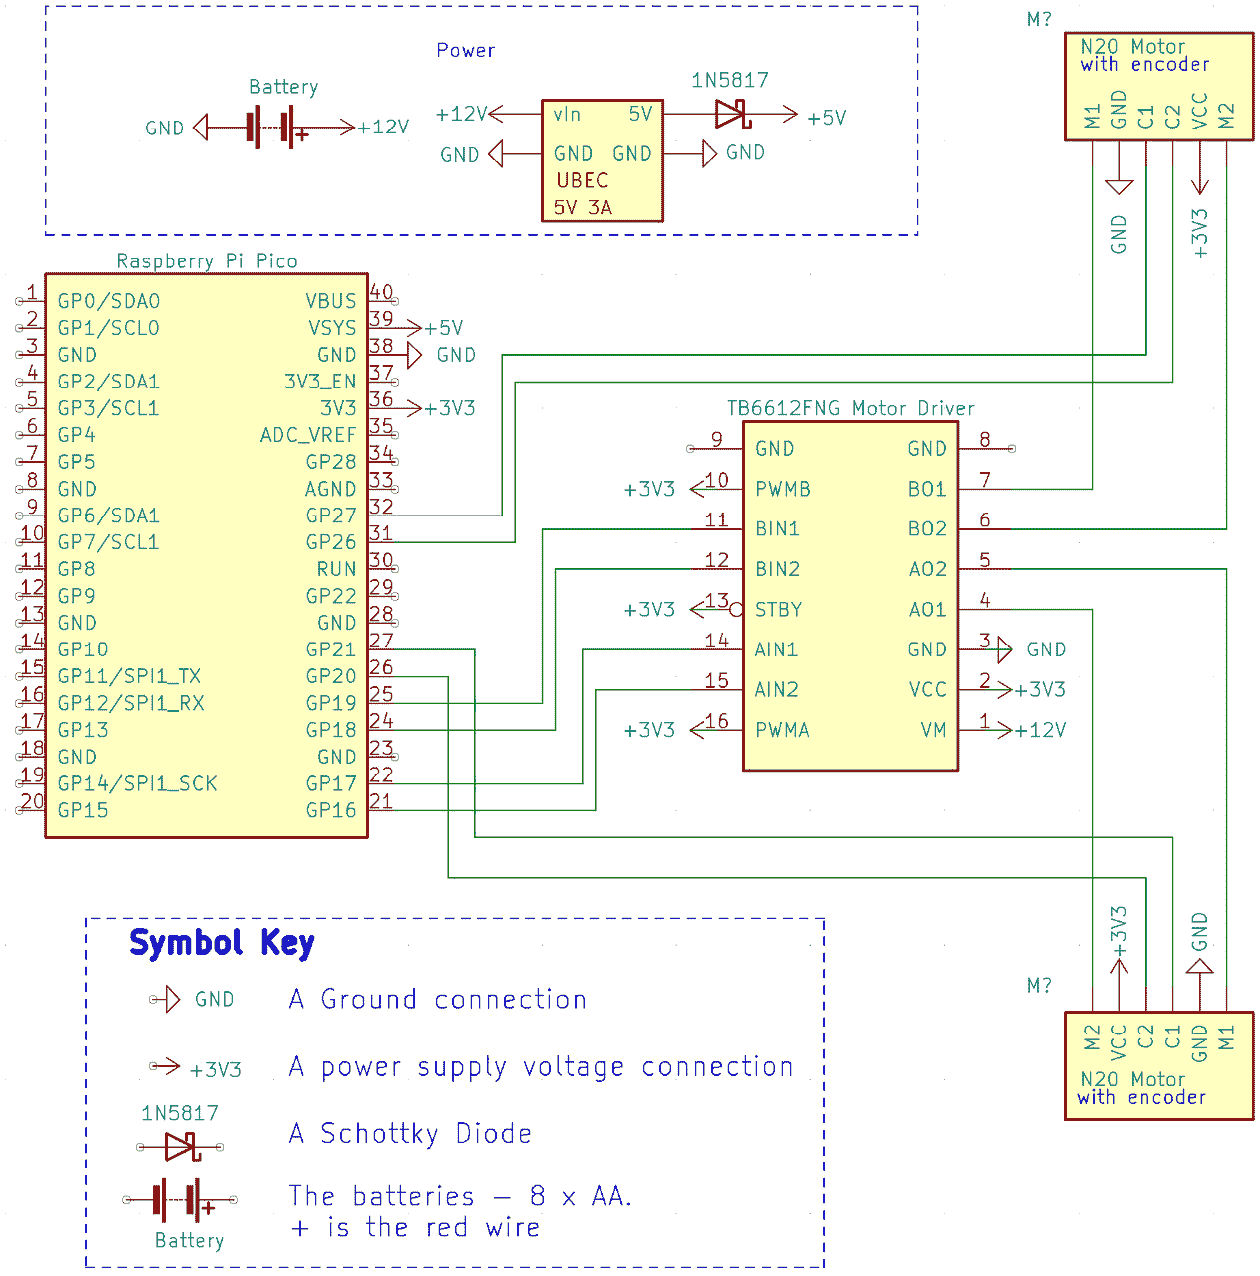 Power
Battery
GND
+12V
1N5817
+12V
vIn
5V
+5V
GND
GND
GND
GND
UBEC
5V 3A
M?
N20 Motor
with encoder
M1
GND
C1
C2
VCC
M2
GND
+3V3
Raspberry Pi Pico
1 GP0/SDA0 VBUS 40
2 GP1/SCL0 VSYS 39 +5V
3 GND GND 38 GND
4 GP2/SDA1 3V3_EN 37
5 GP3/SCL1 3V3 36 +3V3
6 GP4 ADC_VREF 35
7 GP5 GP28 34
8 GND AGND 33
9 GP6/SDA1 GP27 32
10 GP7/SCL1 GP26 31
11 GP8 RUN 30
12 GP9 GP22 29
13 GND GND 28
14 GP10 GP21 27
15 GP11/SPI1_TX GP20 26
16 GP12/SPI1_RX GP19 25
17 GP13 GP18 24
18 GND GND 23
19 GP14/SPI1_SCK GP17 22
20 GP15 GP16 21
TB6612FNG Motor Driver
9 GND GND 8
+3V3 10 PWMB BO1 7
11 BIN1 BO2 6
12 BIN2 AO2 5
+3V3 13 STBY AO1 4
14 AIN1 GND 3 GND
15 AIN2 VCC 2 +3V3
+3V3 16 PWMA VM 1 +12V
+3V3
GND
M?
M2
VCC
C2
C1
GND
M1
N20 Motor
with encoder
Symbol Key
GND A Ground connection
+3V3 A power supply voltage connection
1N5817
A Schottky Diode
The batteries - 8 x AA.
+ is the red wire
Battery